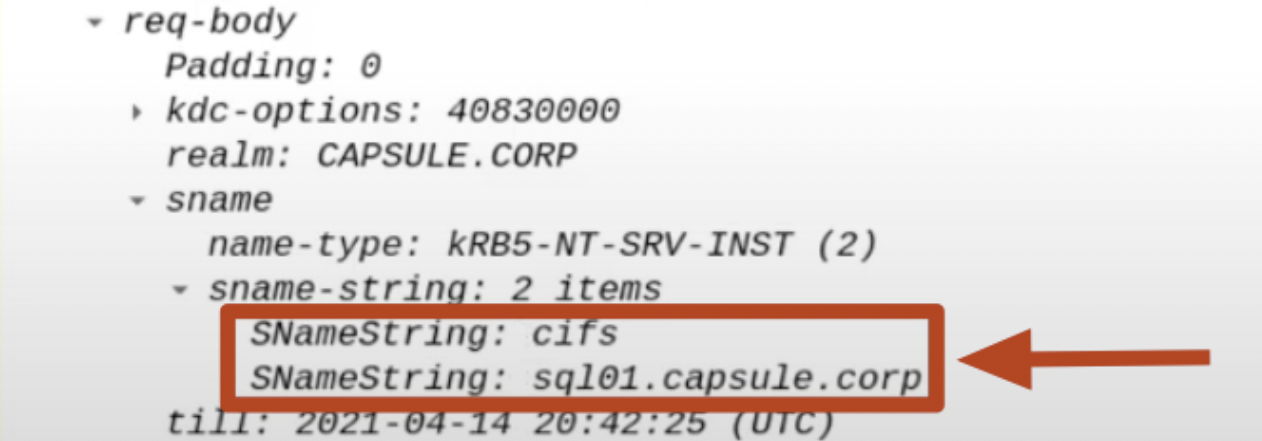 req-body
Padding: 0
kdc-options: 40830000
realm: CAPSULE.CORP
sname
name-type: kRB5-NT-SRV-INST (2)
sname-string: 2 items
SNameString: cifs
SNameString: sql01.capsule.corp
till: 2021-04-14 20:42:25 (UTC)